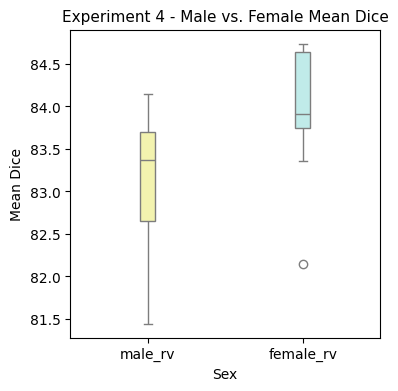 Experiment 4 - Male vs. Female Mean Dice
84.5
84.0
83.5
83.0
82.5
82.0
81.5
Mean Dice
male_rv
female_rv
Sex